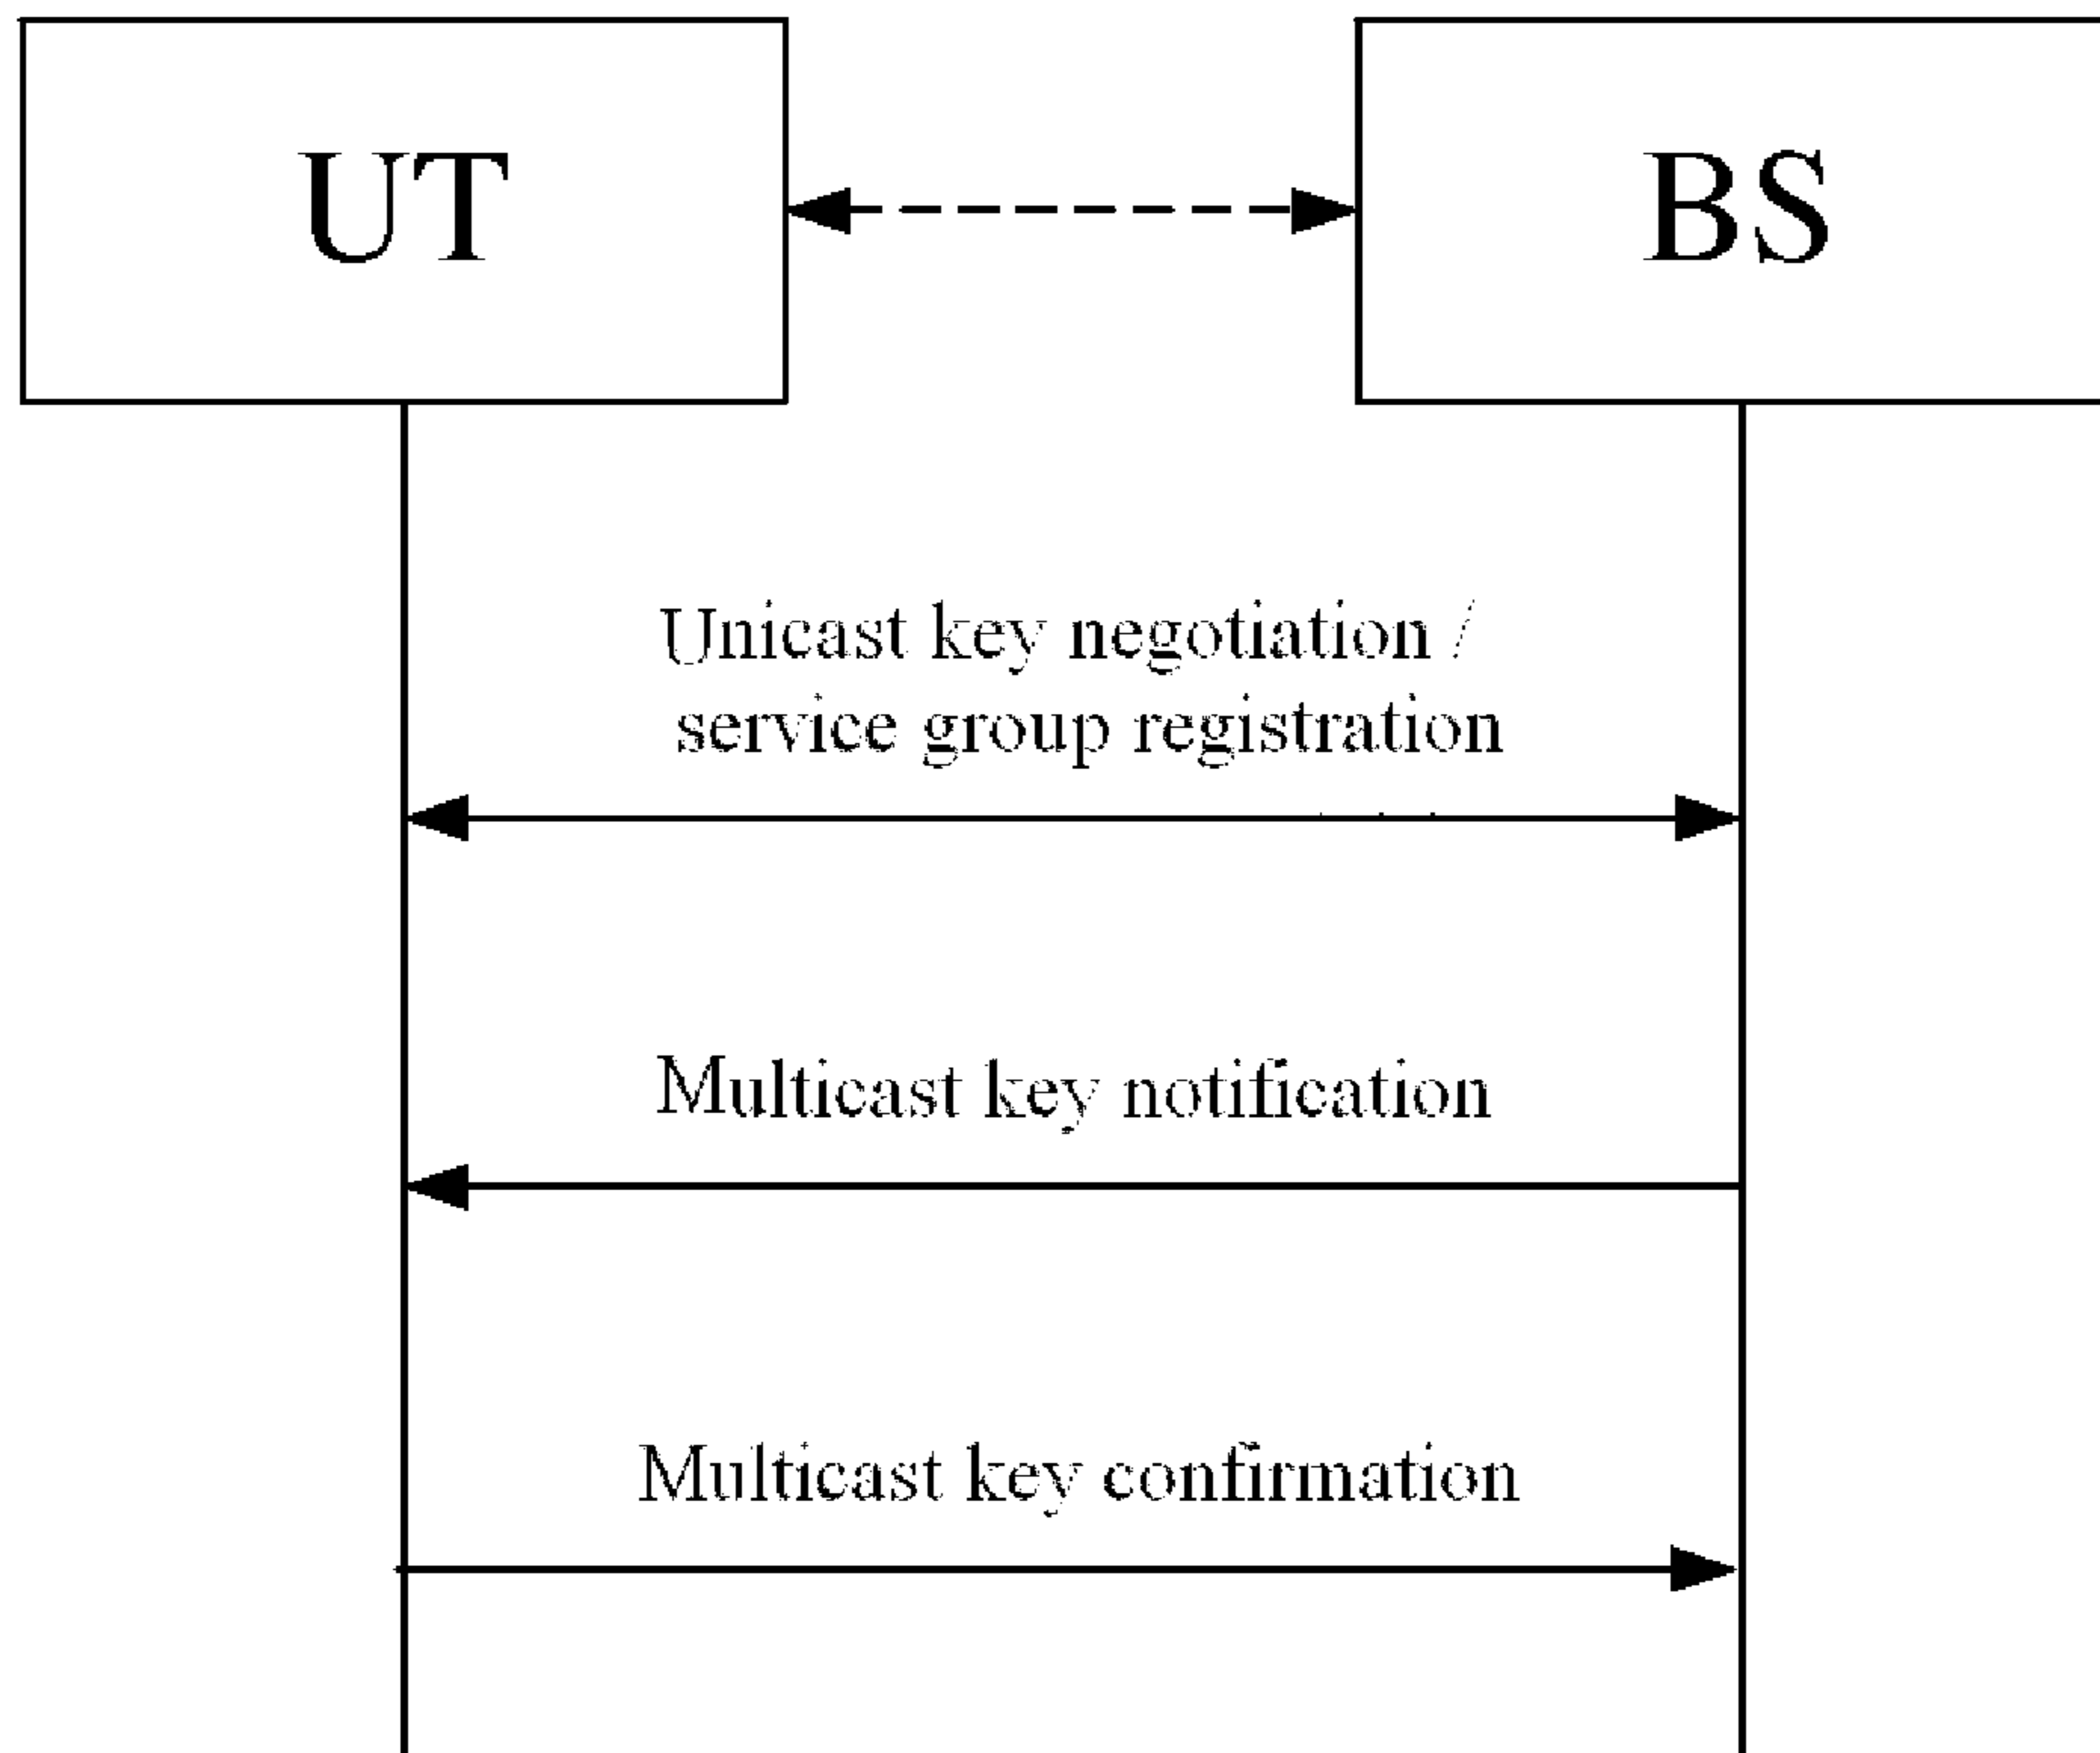 UT
BS
Unicast key negotiation /
service group registration
Multicast key notification
Multicast key confirmation